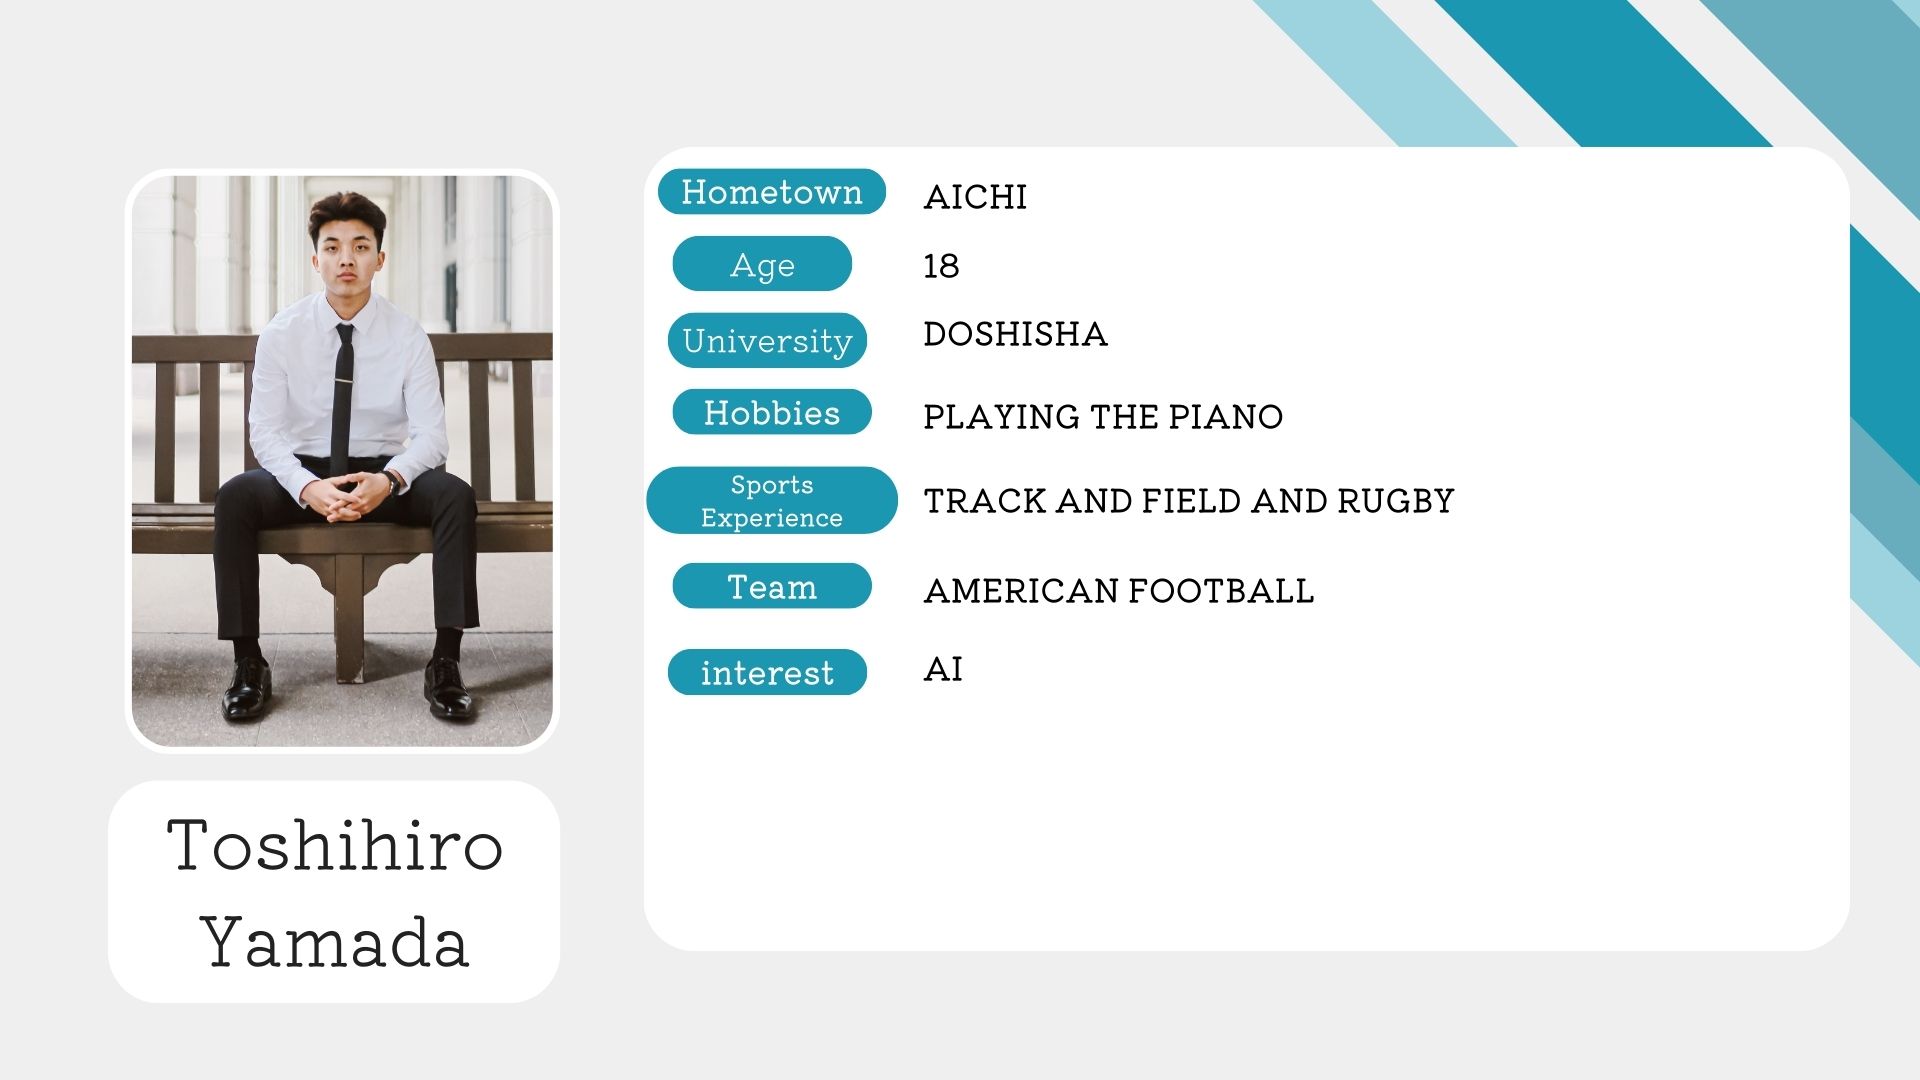 Hometown AICHI
Age 18
University DOSHISHA
Hobbies PLAYING THE PIANO
Sports
Experience TRACK AND FIELD AND RUGBY
Team AMERICAN FOOTBALL
interest AI
Toshihiro
Yamada